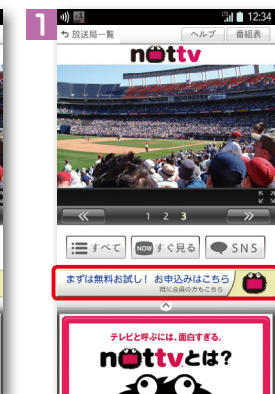 1
12:34
放送局一覧
ヘルプ
番組表
nottv
1 2 3
すべて
NOW すぐ見る
SNS
まずは無料お試し! お申込みはこちら
既に会員の方もこちら
テレビと呼ぶには、面白すぎる。
nottvとは?